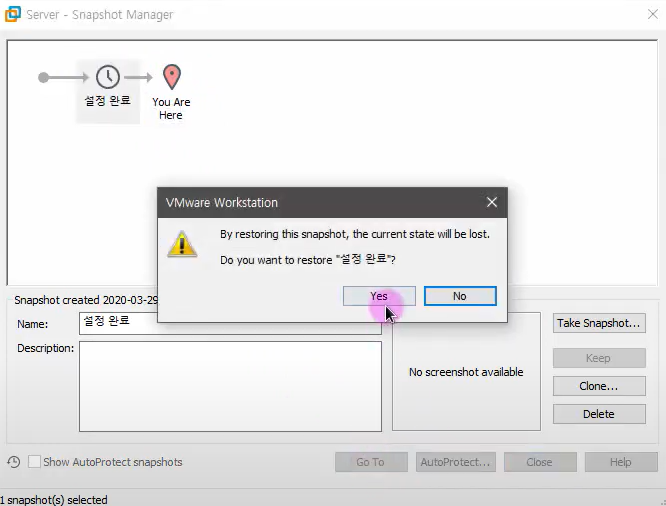 Server - Snapshot Manager
설정 완료
You Are
Here
VMware Workstation
By restoring this snapshot, the current state will be lost.
Do you want to restore "설정 완료"?
Yes
No
Snapshot created 2020-03-29
Name:
설정 완료
Take Snapshot...
Description:
No screenshot available
Keep
Clone...
Delete
Show AutoProtect snapshots
Go To
AutoProtect...
Close
Help
1 snapshot(s) selected